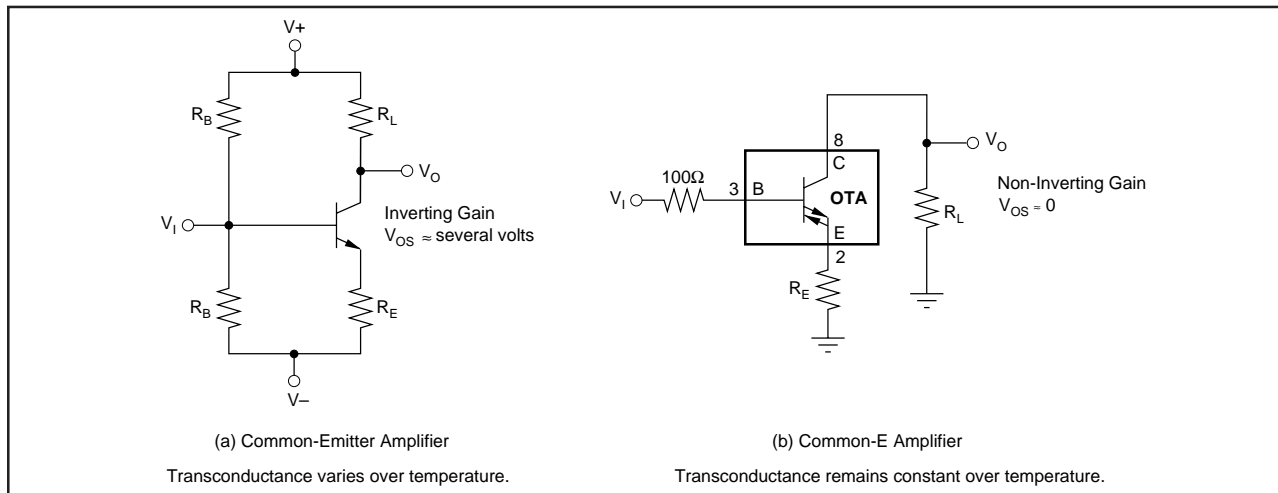 V+
R_B
R_L
V_O
V_I
Inverting Gain
V_OS ≈ several volts
R_B
R_E
V–
(a) Common-Emitter Amplifier
Transconductance varies over temperature.
8
C
V_O
100Ω
V_I
3
B
OTA
Non-Inverting Gain
V_OS ≈ 0
R_L
E
2
R_E
(b) Common-E Amplifier
Transconductance remains constant over temperature.